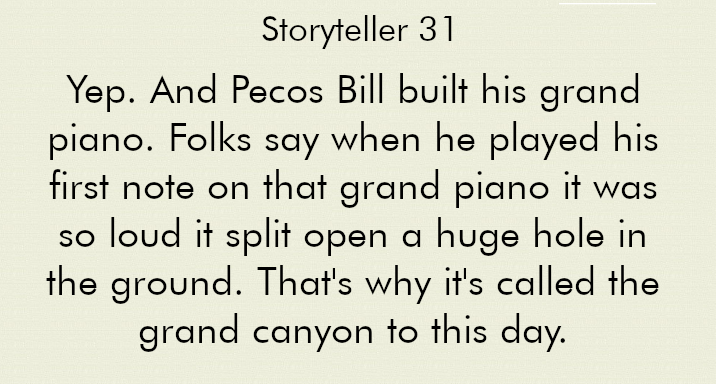 Storyteller 31
Yep. And Pecos Bill built his grand
piano. Folks say when he played his
first note on that grand piano it was
so loud it split open a huge hole in
the ground. That's why it's called the
grand canyon to this day.